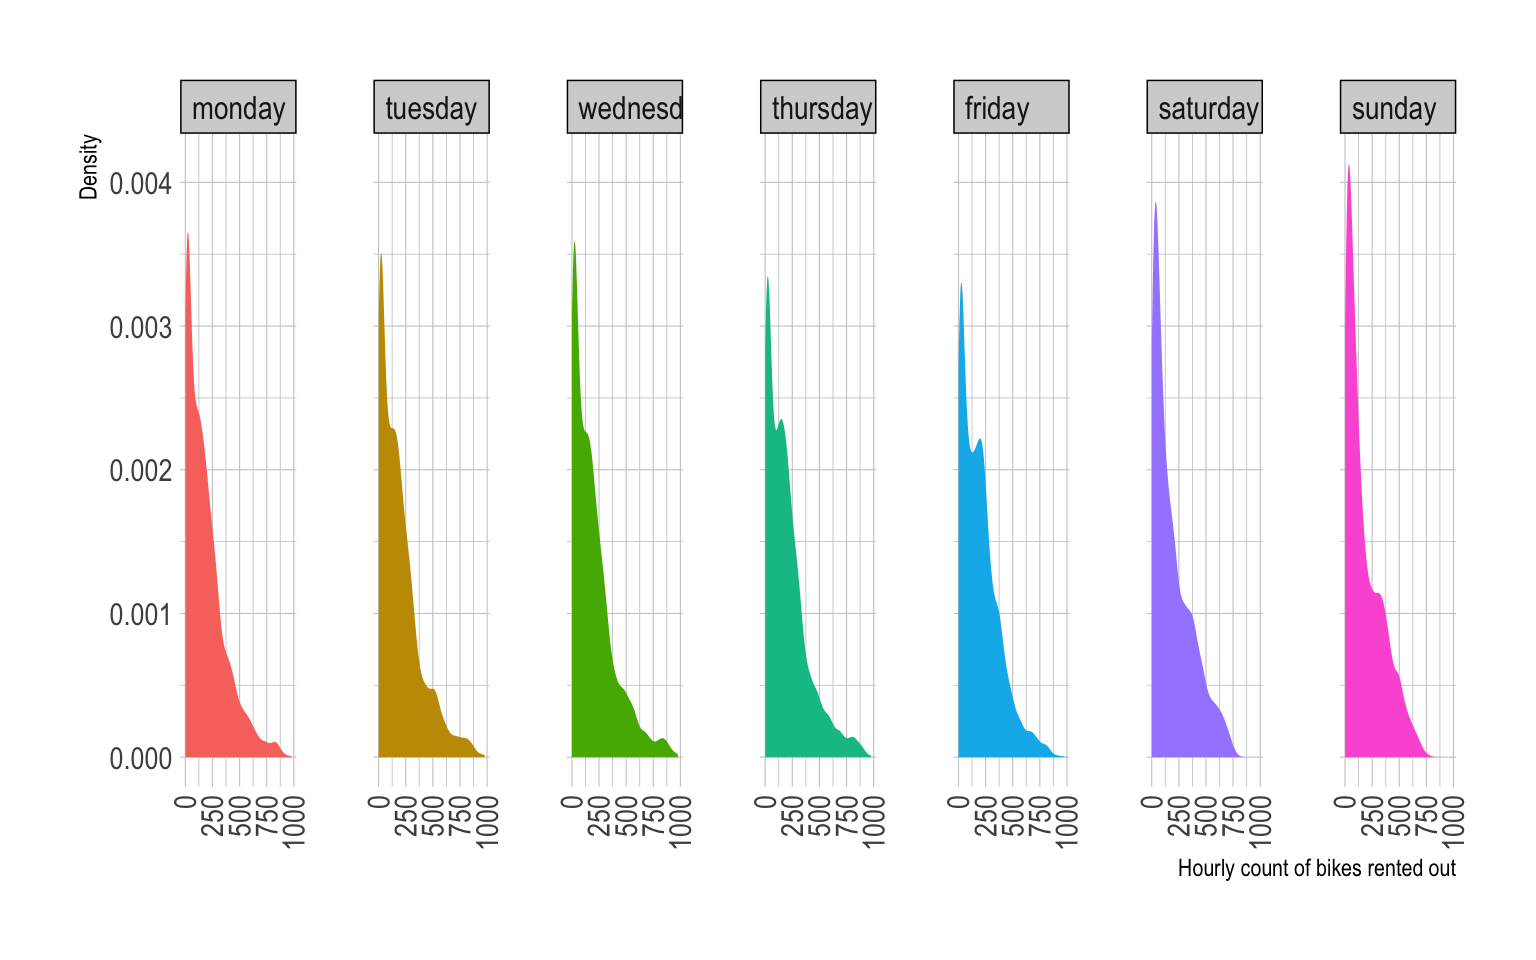 monday tuesday wednesd thursday friday saturday sunday
Density
0.004
0.003
0.002
0.001
0.000
0 250 500 750 1000 0 250 500 750 1000 0 250 500 750 1000 0 250 500 750 1000 0 250 500 750 1000 0 250 500 750 1000 0 250 500 750 1000
Hourly count of bikes rented out